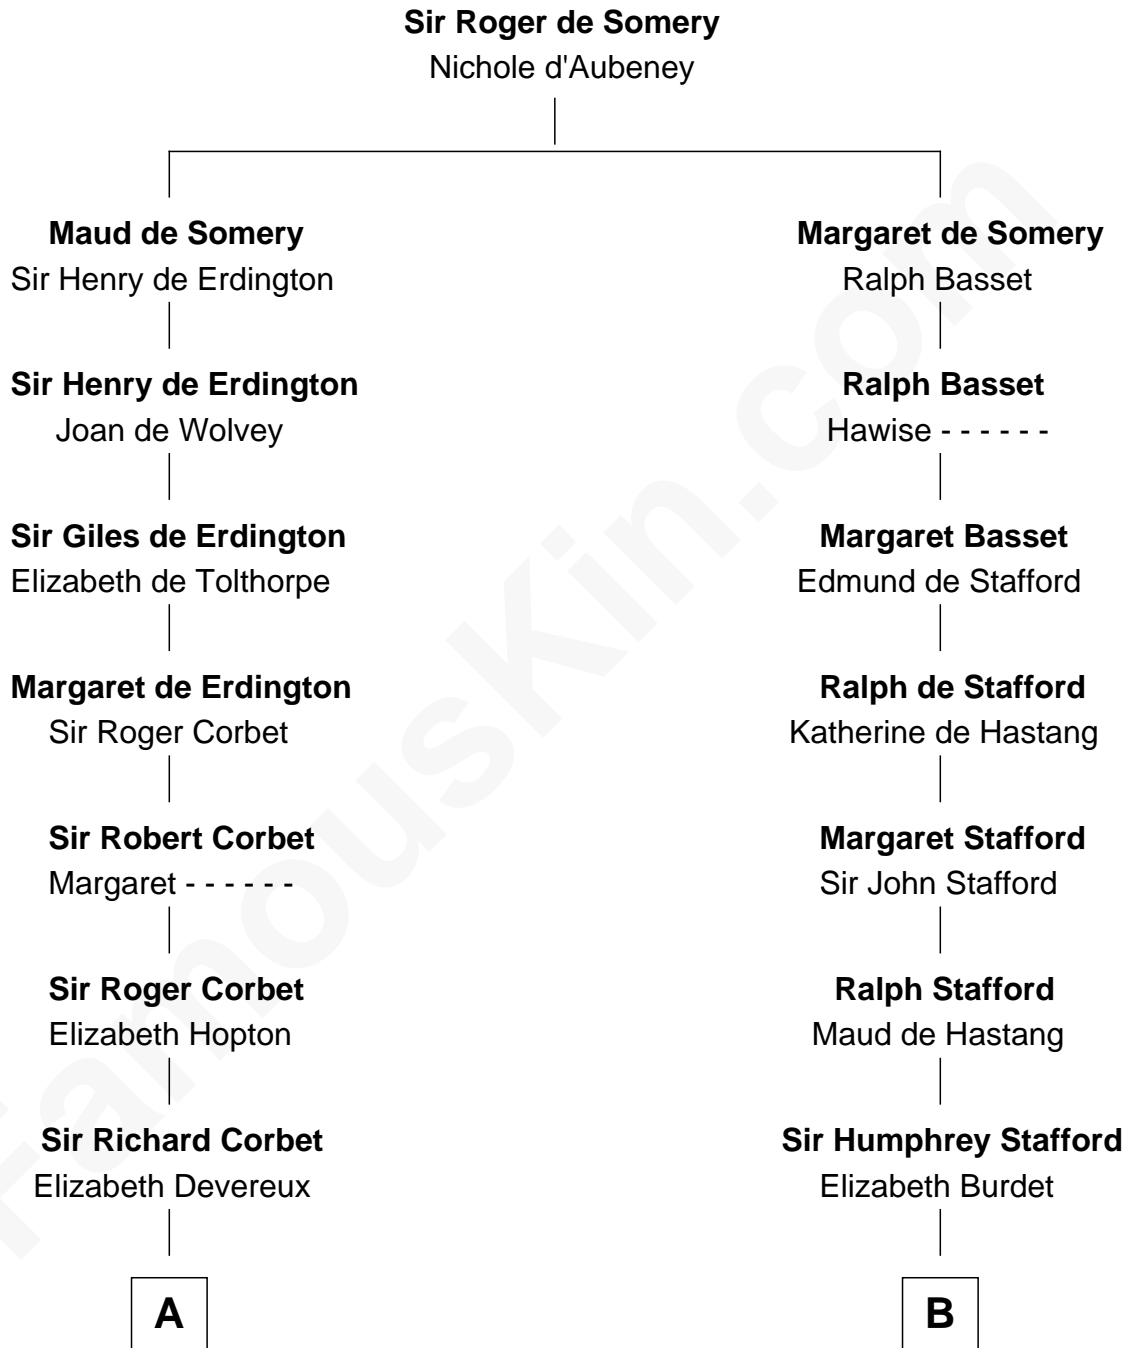 Sir Roger de Somery
Nichole d'Aubeney
Maud de Somery
Sir Henry de Erdington
Margaret de Somery
Ralph Basset
Sir Henry de Erdington
Joan de Wolvey
Ralph Basset
Hawise - - - - - -
Sir Giles de Erdington
Elizabeth de Tolthorpe
Margaret Basset
Edmund de Stafford
Margaret de Erdington
Sir Roger Corbet
Ralph de Stafford
Katherine de Hastang
Sir Robert Corbet
Margaret - - - - - -
Margaret Stafford
Sir John Stafford
Sir Roger Corbet
Elizabeth Hopton
Ralph Stafford
Maud de Hastang
Sir Richard Corbet
Elizabeth Devereux
Sir Humphrey Stafford
Elizabeth Burdet
A
B
FamousKin.com